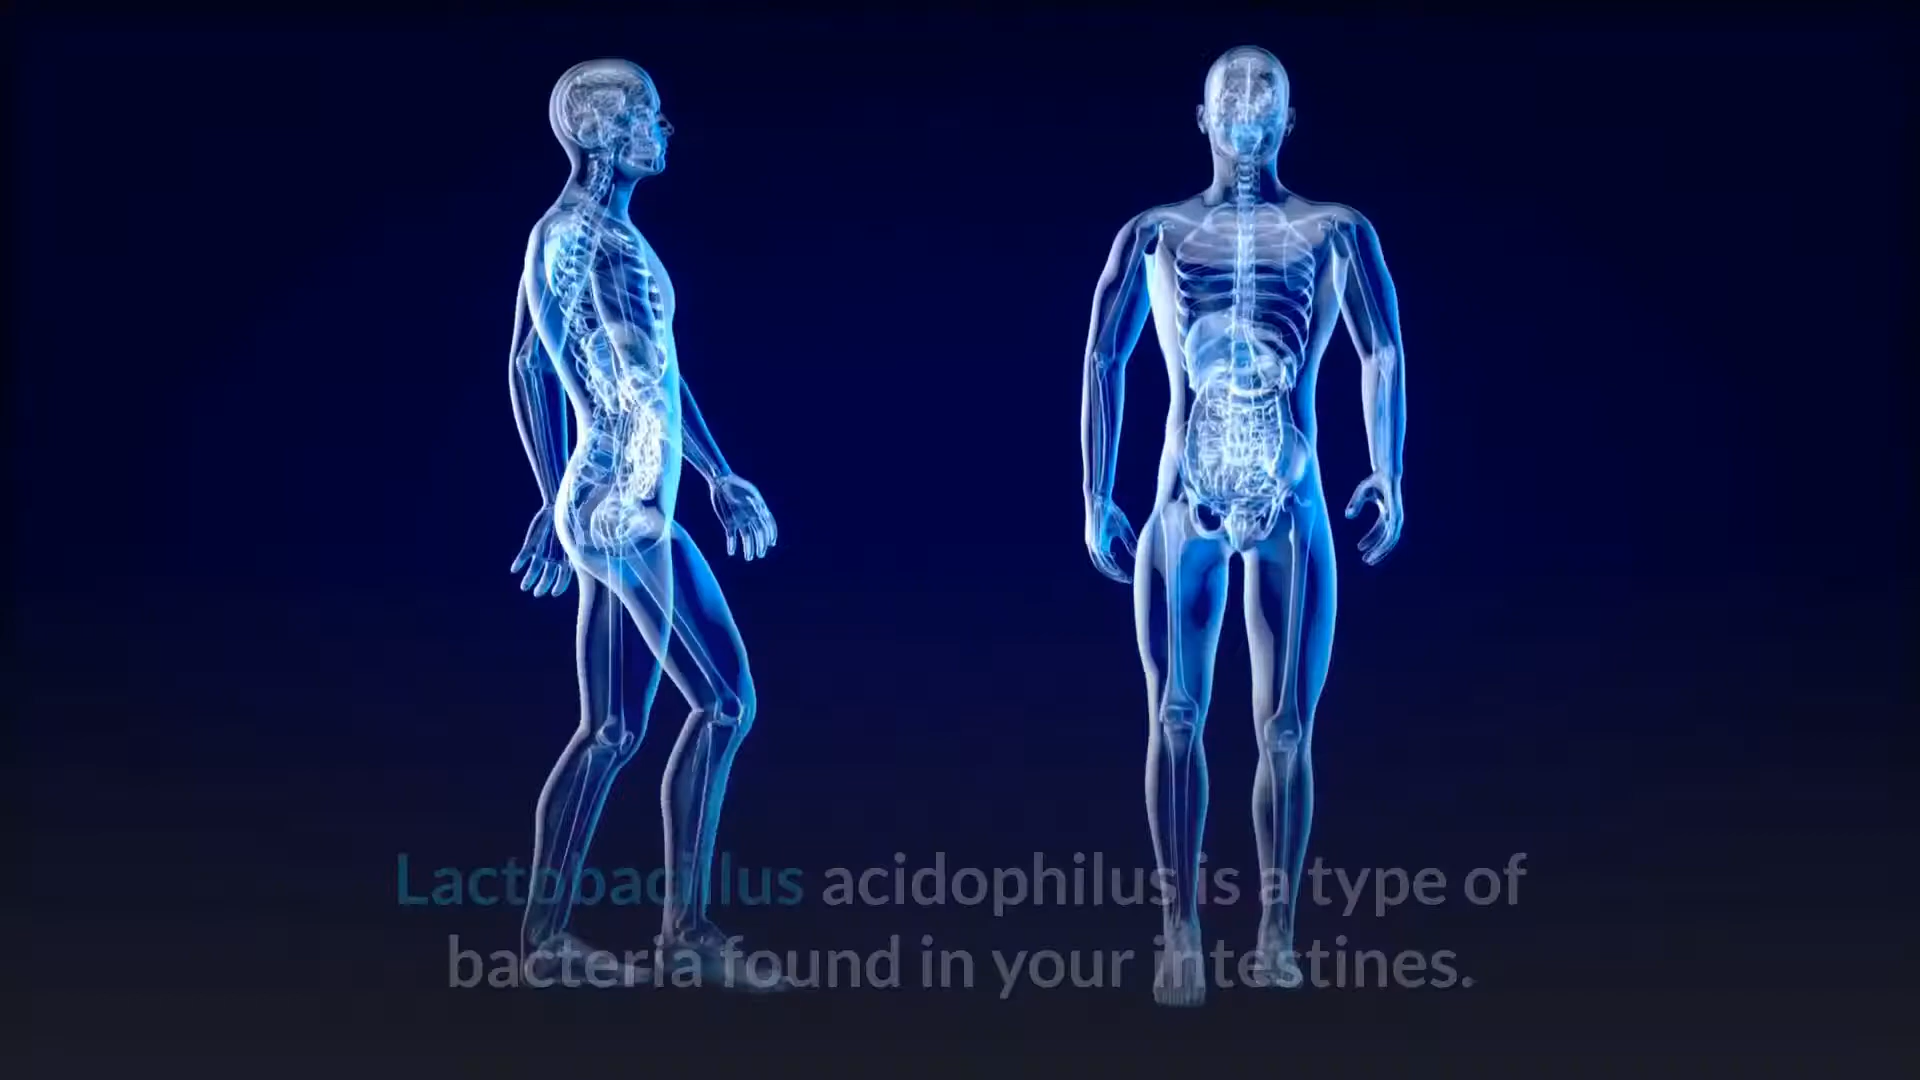 Lactobacillus acidophilus is a type of
bacteria found in your intestines.